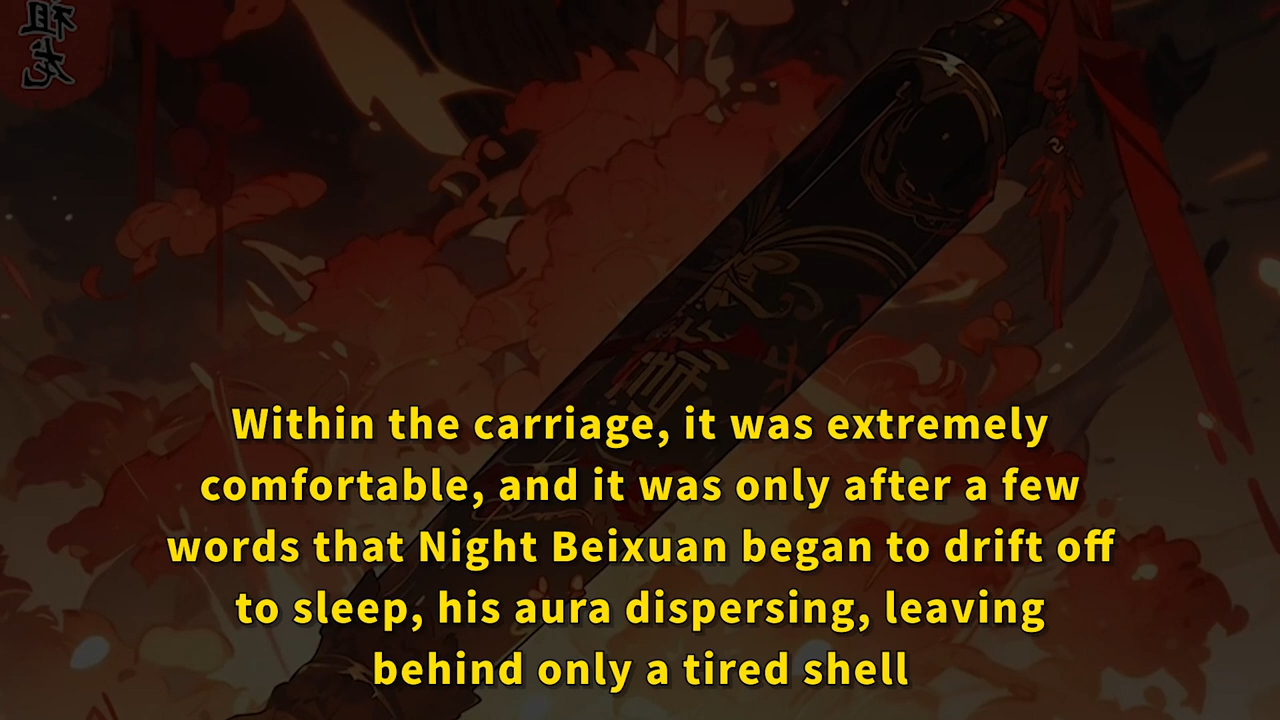 Within the carriage, it was extremely
comfortable, and it was only after a few
words that Night Beixuan began to drift off
to sleep, his aura dispersing, leaving
behind only a tired shell